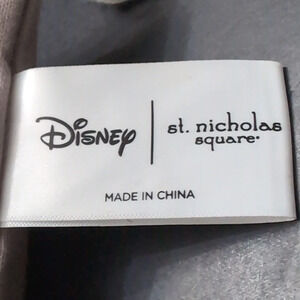 Disney
st. nicholas
square·
MADE IN CHINA